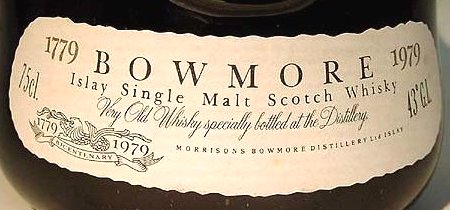 1779 BOWMORE 1979
Islay Single Malt Scotch Whisky
75cl. 43°G.L
Very Old Whisky specially bottled at the Distillery.
1779 1979
BICENTENARY
MORRISONS BOWMORE DISTILLERY Ltd ISLAY